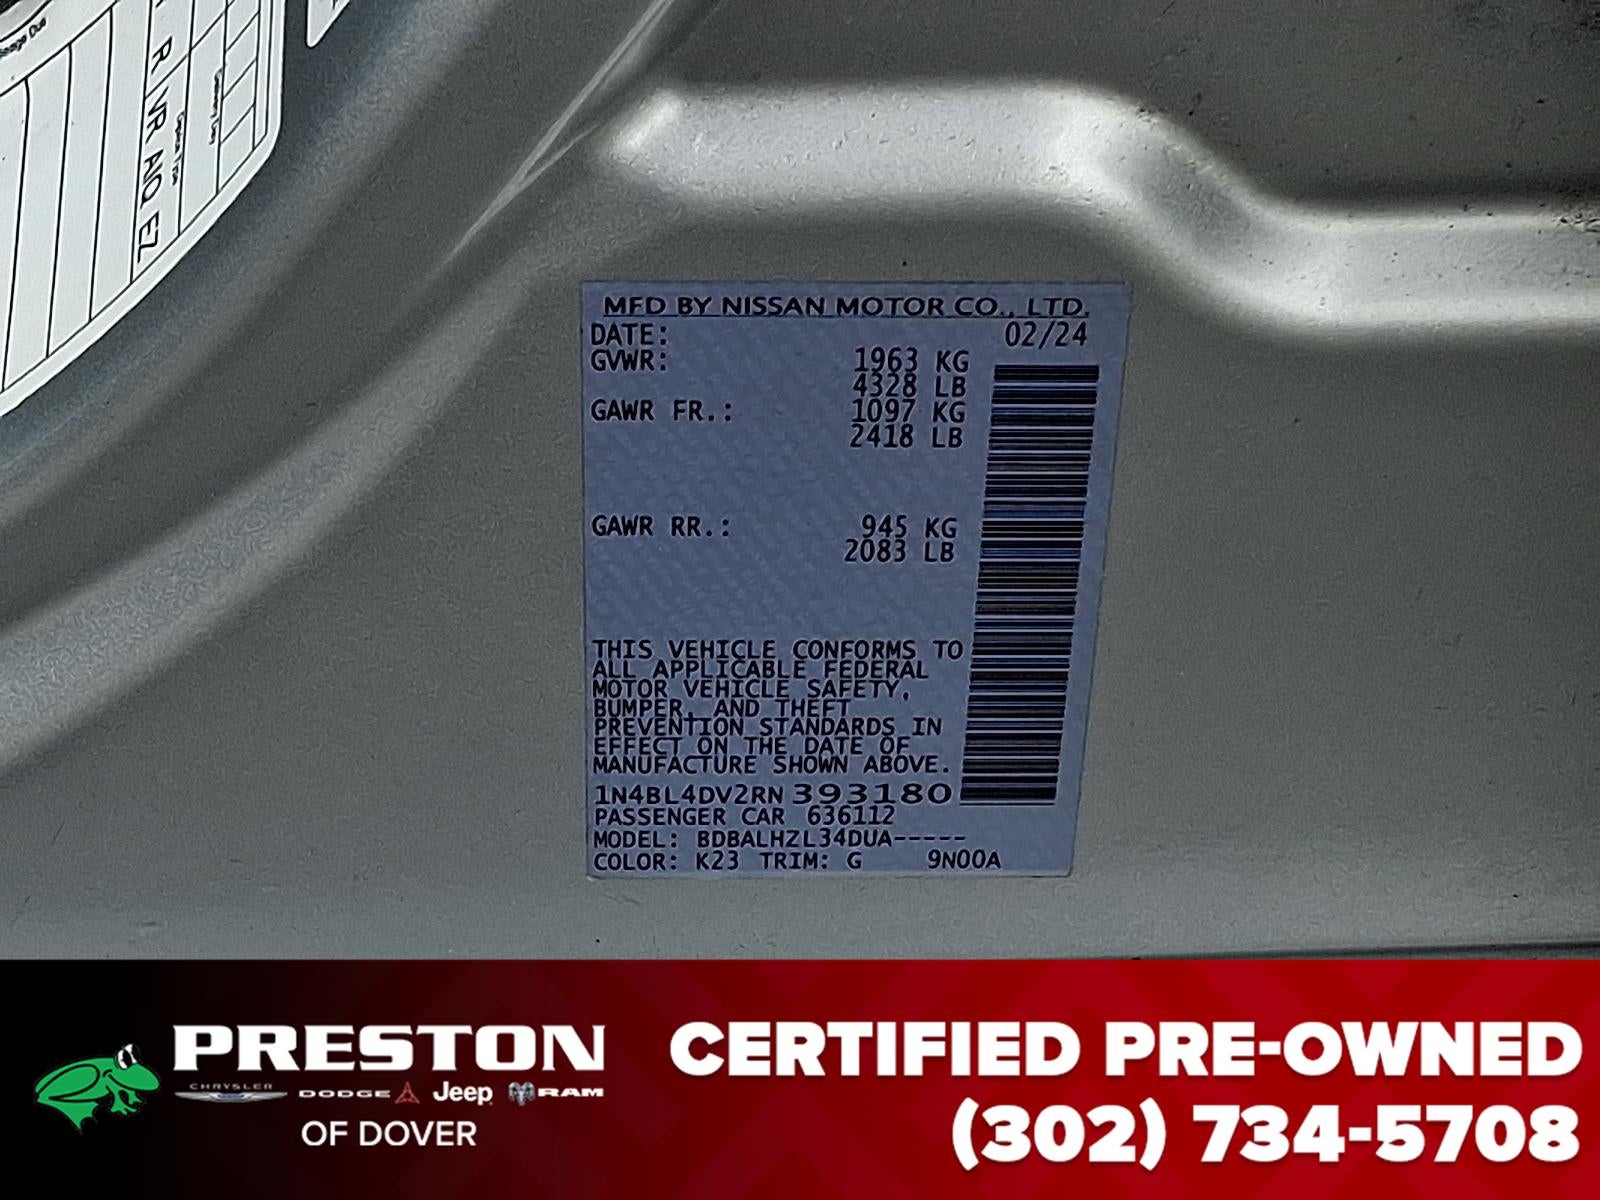 MFD BY NISSAN MOTOR CO., LTD.
DATE: 02/24
GVWR: 1963 KG
4328 LB
GAWR FR.: 1097 KG
2418 LB
GAWR RR.: 945 KG
2083 LB
THIS VEHICLE CONFORMS TO
ALL APPLICABLE FEDERAL
MOTOR VEHICLE SAFETY,
BUMPER, AND THEFT
PREVENTION STANDARDS IN
EFFECT ON THE DATE OF
MANUFACTURE SHOWN ABOVE.
1N4BL4DV2RN393180
PASSENGER CAR 636112
MODEL: BDBALHZL34DUA-----
COLOR: K23 TRIM: G 9N00A
PRESTON
CHRYSLER DODGE Jeep RAM
OF DOVER
CERTIFIED PRE-OWNED
(302) 734-5708